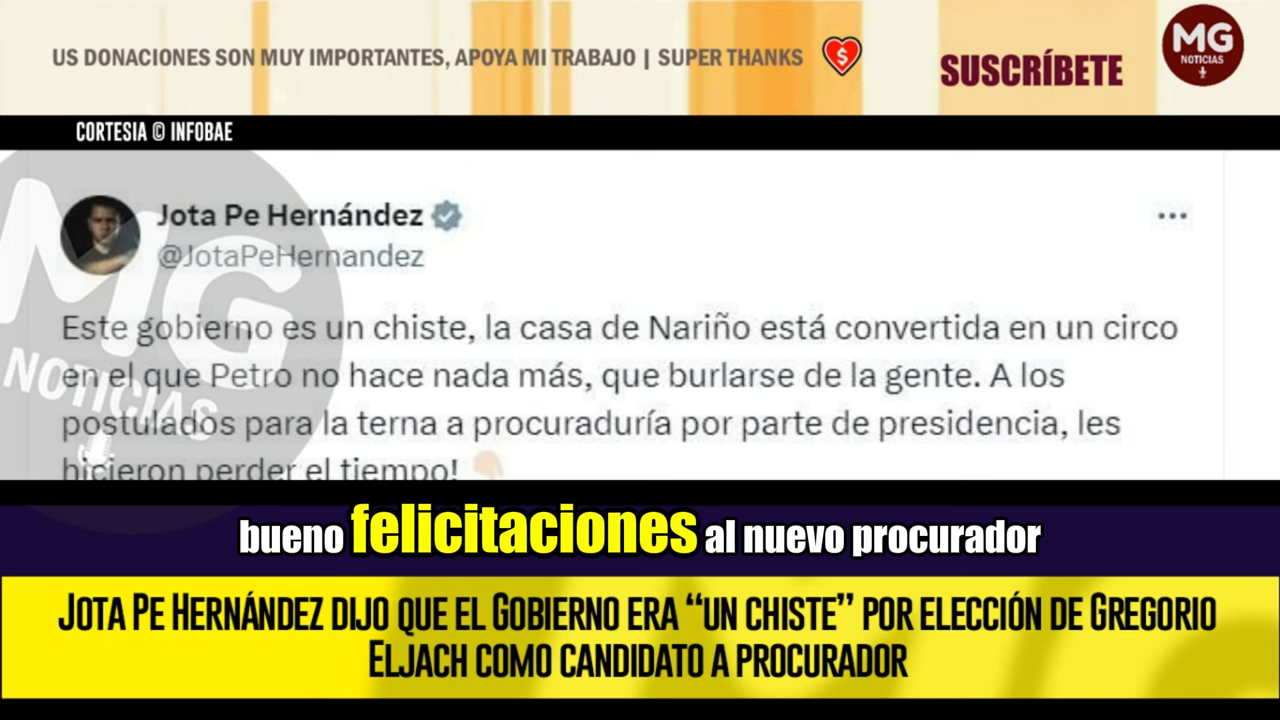 US DONACIONES SON MUY IMPORTANTES, APOYA MI TRABAJO | SUPER THANKS
SUSCRÍBETE
MG
NOTICIAS
CORTESIA © INFOBAE
Jota Pe Hernández
@JotaPeHernandez
Este gobierno es un chiste, la casa de Nariño está convertida en un circo
en el que Petro no hace nada más, que burlarse de la gente. A los
postulados para la terna a procuraduría por parte de presidencia, les
hicieron perder el tiempo!
MG
NOTICIAS
bueno felicitaciones al nuevo procurador
JOTA PE HERNÁNDEZ DIJO QUE EL GOBIERNO ERA “UN CHISTE” POR ELECCIÓN DE GREGORIO
ELJACH COMO CANDIDATO A PROCURADOR